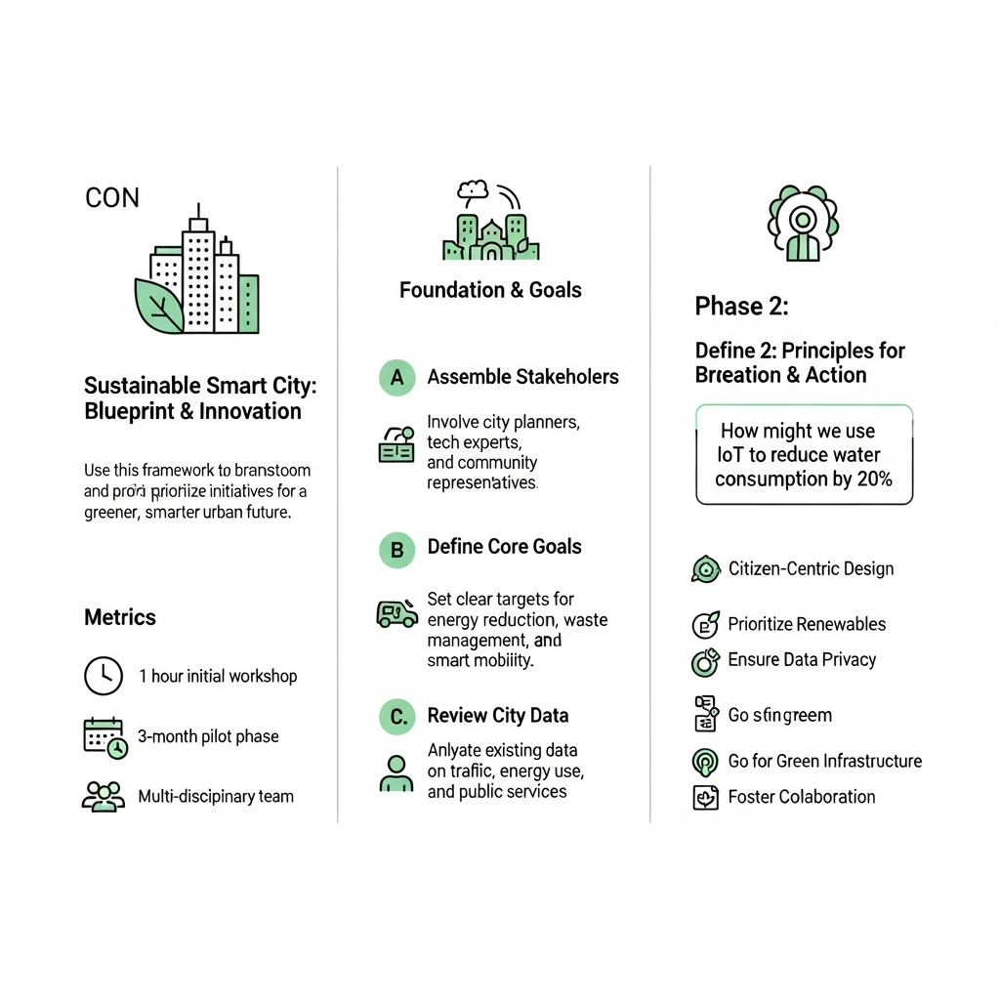 CON
Sustainable Smart City:
Blueprint & Innovation
Use this framework to branstoom
and prioriize initiatives for a
greener, smarter urban future.
Metrics
1 hour initial workshop
3-month pilot phase
Multi-discipinary team
Foundation & Goals
A Assemble Stakeholers
Involve city planners,
tech experts,
and community
representatives.
B Define Core Goals
Set clear targets for
energy reduction, waste
management, and
smart mobility.
C. Review City Data
Anlyate existing data
on trafic, energy use,
and public services
Phase 2:
Define 2: Principles for
& Action
How might we use
IoT to reduce water
consumption by 20%
Citizen-Centric Design
Prioritize Renewables
Ensure Data Privacy
Go
Go for Green Infrastructure
Foster Colaboration